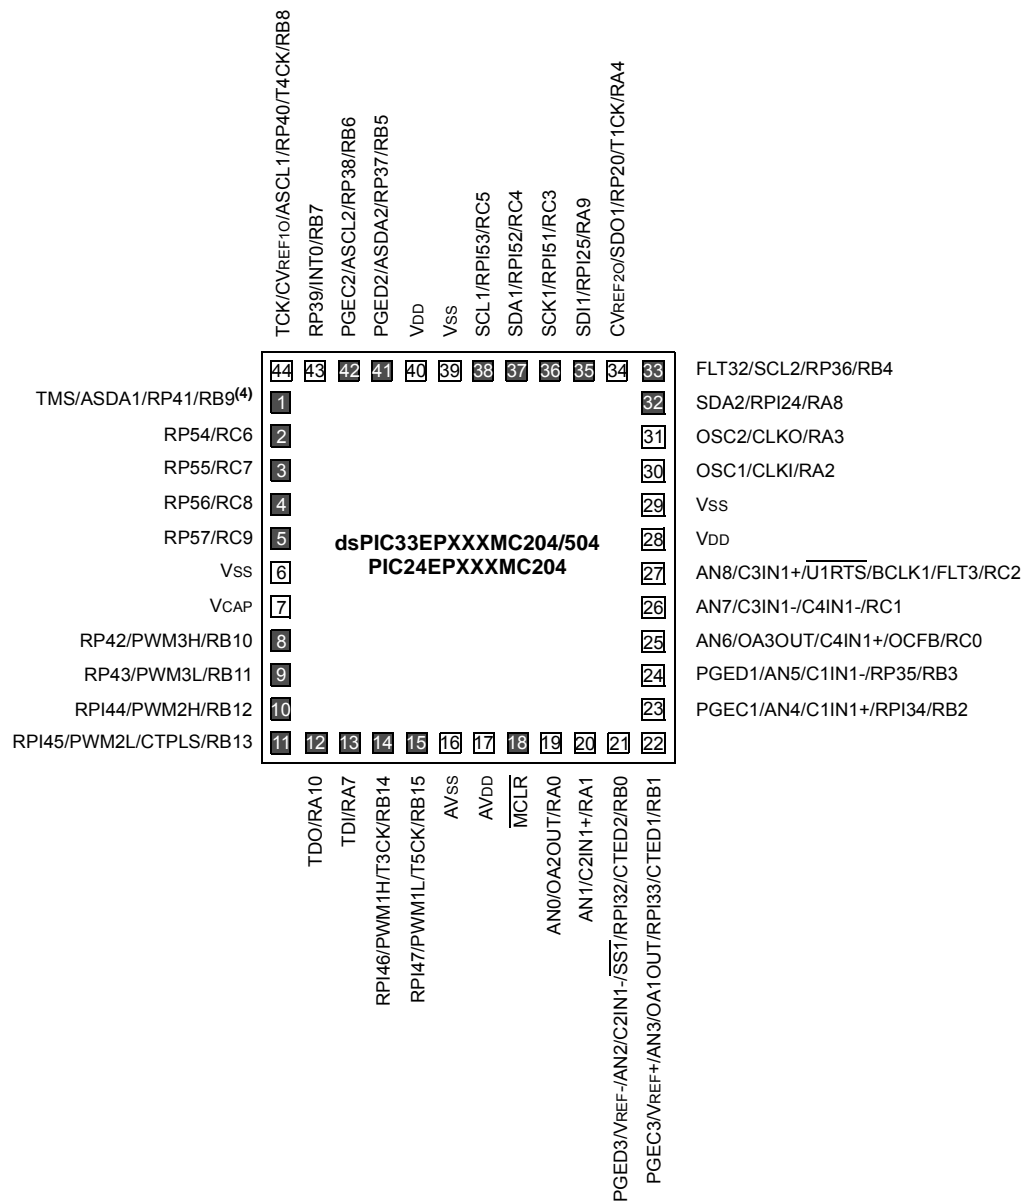 TCK/CVREF1O/ASCL1/RP40/T4CK/RB8
RP39/INT0/RB7
PGEC2/ASCL2/RP38/RB6
PGED2/ASDA2/RP37/RB5
VDD
VSS
SCL1/RPI53/RC5
SDA1/RPI52/RC4
SCK1/RPI51/RC3
SDI1/RPI25/RA9
CVREF2O/SDO1/RP20/T1CK/RA4
44 43 42 41 40 39 38 37 36 35 34 33 FLT32/SCL2/RP36/RB4
TMS/ASDA1/RP41/RB9(4) 1 32 SDA2/RPI24/RA8
RP54/RC6 2 31 OSC2/CLKO/RA3
RP55/RC7 3 30 OSC1/CLKI/RA2
RP56/RC8 4 29 VSS
RP57/RC9 5 dsPIC33EPXXXMC204/504 28 VDD
PIC24EPXXXMC204
VSS 6 27 AN8/C3IN1+/U1RTS/BCLK1/FLT3/RC2
VCAP 7 26 AN7/C3IN1-/C4IN1-/RC1
RP42/PWM3H/RB10 8 25 AN6/OA3OUT/C4IN1+/OCFB/RC0
RP43/PWM3L/RB11 9 24 PGED1/AN5/C1IN1-/RP35/RB3
RPI44/PWM2H/RB12 10 23 PGEC1/AN4/C1IN1+/RPI34/RB2
RPI45/PWM2L/CTPLS/RB13 11 12 13 14 15 16 17 18 19 20 21 22
TDO/RA10
TDI/RA7
RPI46/PWM1H/T3CK/RB14
RPI47/PWM1L/T5CK/RB15
AVSS
AVDD
MCLR
AN0/OA2OUT/RA0
AN1/C2IN1+/RA1
PGED3/VREF-/AN2/C2IN1-/SS1/RPI32/CTED2/RB0
PGEC3/VREF+/AN3/OA1OUT/RPI33/CTED1/RB1